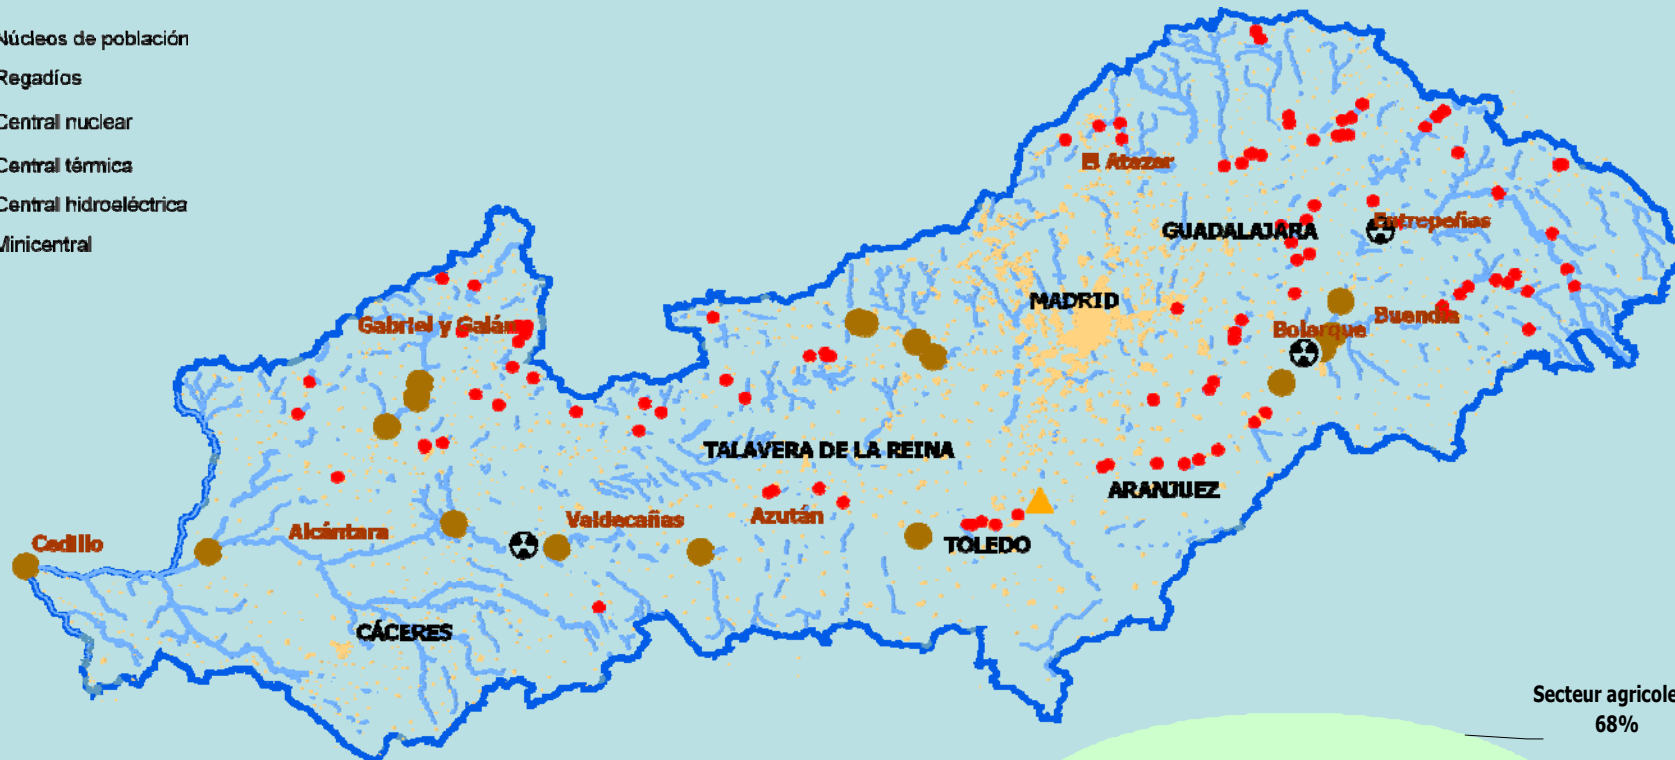 Núcleos de población
Regadíos
Central nuclear
Central térmica
Central hidroeléctrica
Minicentral
El Atazar
GUADALAJARA
Entrepeñas
MADRID
Buendía
Bolarque
Gabriel y Galán
TALAVERA DE LA REINA
ARANJUEZ
Valdecañas
Azután
Alcántara
Cedillo
TOLEDO
CÁCERES
Secteur agricole
68%